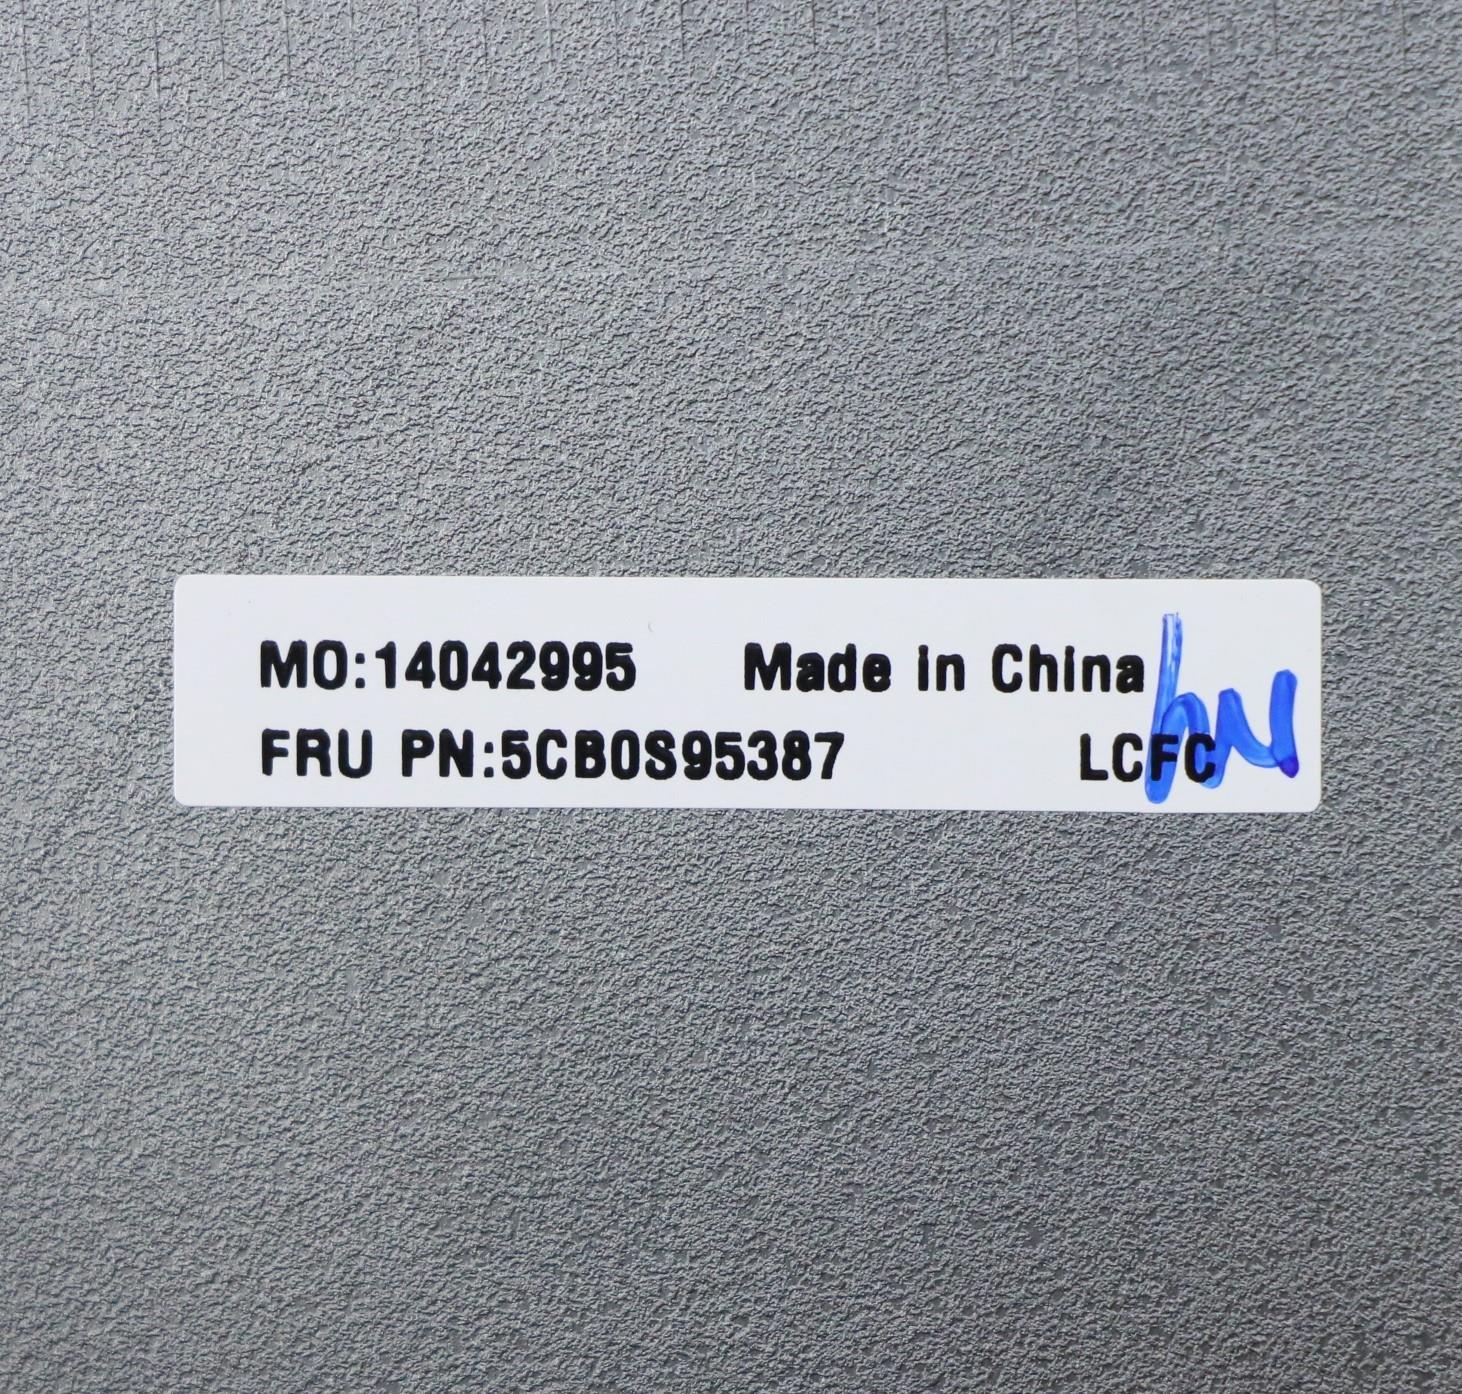 MO:14042995 Made in China
FRU PN:5CB0S95387 LCFC